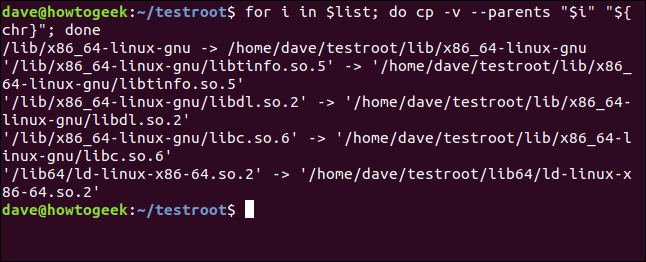 dave@howtogeek:~/testroot$ for i in $list; do cp -v --parents "$i" "${
chr}"; done
/lib/x86_64-linux-gnu -> /home/dave/testroot/lib/x86_64-linux-gnu
'/lib/x86_64-linux-gnu/libtinfo.so.5' -> '/home/dave/testroot/lib/x86_
64-linux-gnu/libtinfo.so.5'
'/lib/x86_64-linux-gnu/libdl.so.2' -> '/home/dave/testroot/lib/x86_64-
linux-gnu/libdl.so.2'
'/lib/x86_64-linux-gnu/libc.so.6' -> '/home/dave/testroot/lib/x86_64-l
inux-gnu/libc.so.6'
'/lib64/ld-linux-x86-64.so.2' -> '/home/dave/testroot/lib64/ld-linux-x
86-64.so.2'
dave@howtogeek:~/testroot$